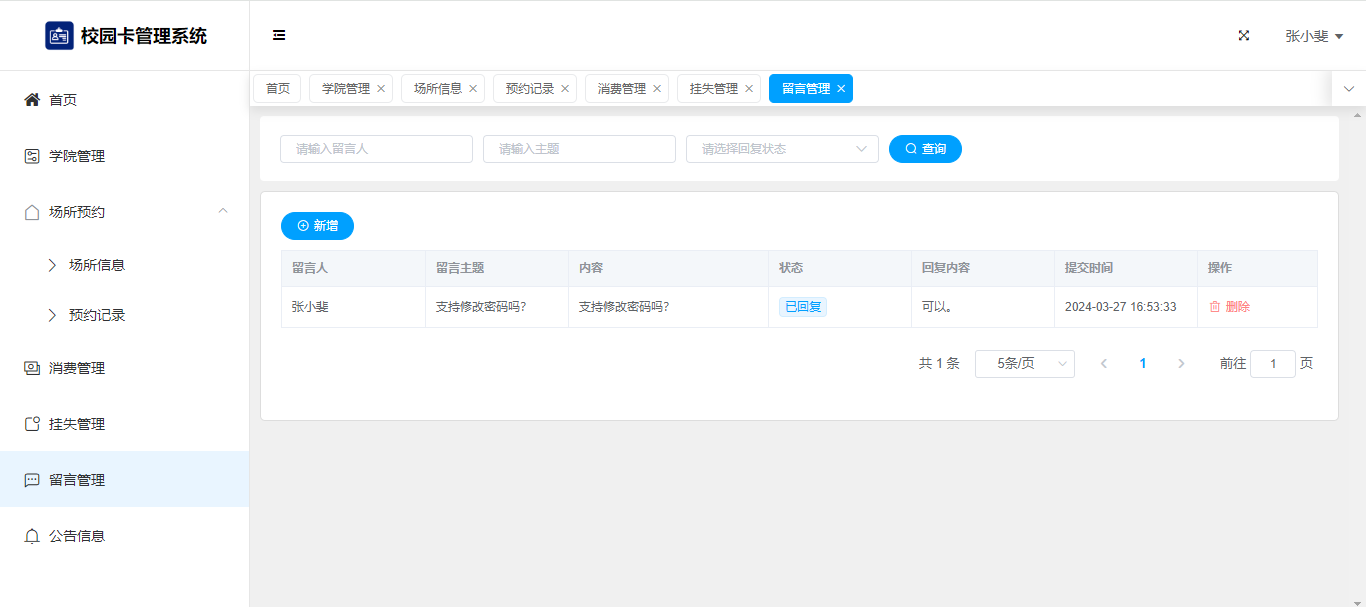 校园卡管理系统
张小斐
首页
学院管理
场所预约
场所信息
预约记录
消费管理
挂失管理
留言管理
公告信息
首页 学院管理 场所信息 预约记录 消费管理 挂失管理 留言管理
请输入留言人 请输入主题 请选择回复状态 查询
新增
留言人 留言主题 内容 状态 回复内容 提交时间 操作
张小斐 支持修改密码吗? 支持修改密码吗? 已回复 可以。 2024-03-27 16:53:33 删除
共 1 条 5条/页 1 前往 1 页